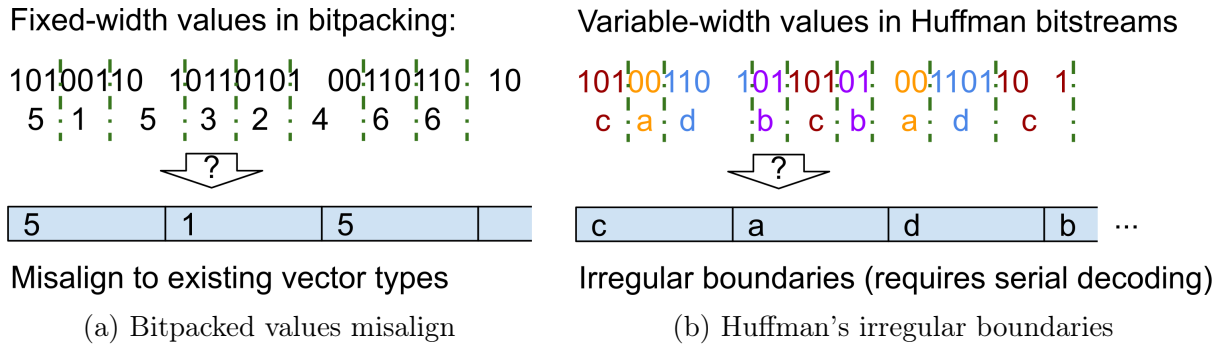 Fixed-width values in bitpacking:
10100110 10110101 00110110 10
5 1 5 3 2 4 6 6
?
5 1 5
Misalign to existing vector types
(a) Bitpacked values misalign
Variable-width values in Huffman bitstreams
10100110 10110101 00110110 1
c a d b c b a d c
?
c a d b ...
Irregular boundaries (requires serial decoding)
(b) Huffman's irregular boundaries